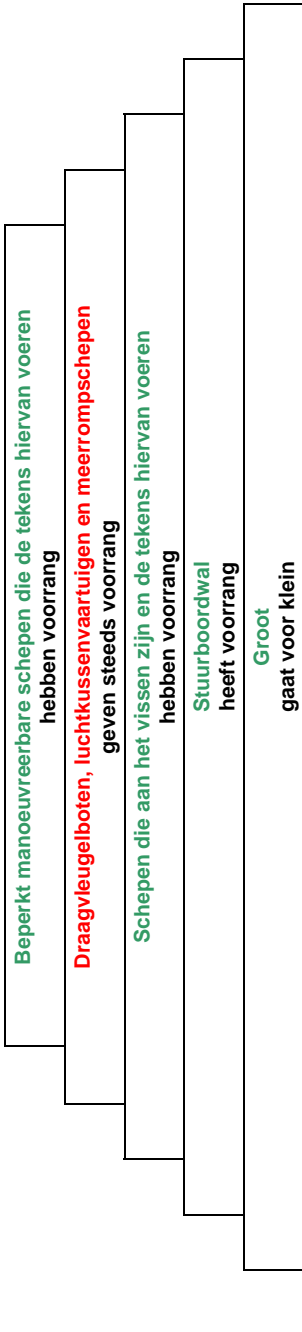 Beperkt manoeuvreerbare schepen die de tekens hiervan voeren
hebben voorrang
Draagvleugelboten, luchtkussenvaartuigen en meerrompschepen
geven steeds voorrang
Schepen die aan het vissen zijn en de tekens hiervan voeren
hebben voorrang
Stuurboordwal
heeft voorrang
Groot
gaat voor klein